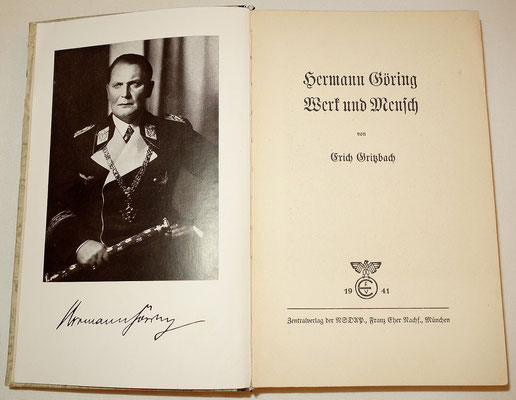 Hermann Göring
Hermann Göring
Werk und Mensch
von
Erich Gritzbach
19 41
Zentralverlag der NSDAP., Franz Eher Nachf., München